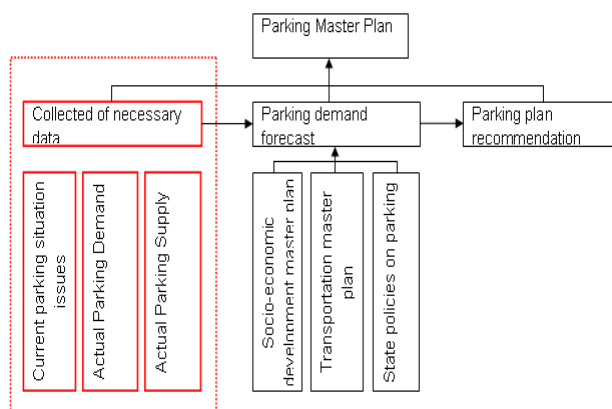 Parking Master Plan
Collected of necessary
data
Parking demand
forecast
Parking plan
recommendation
Current parking situation
issues
Actual Parking Demand
Actual Parking Supply
Socio-economic
development master plan
Transportation master
plan
State policies on parking